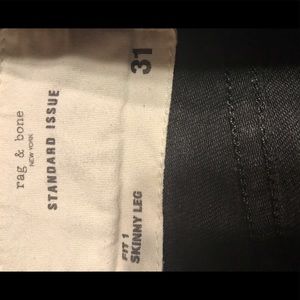 rag & bone
NEW YORK
STANDARD ISSUE
FIT 1
SKINNY LEG
31